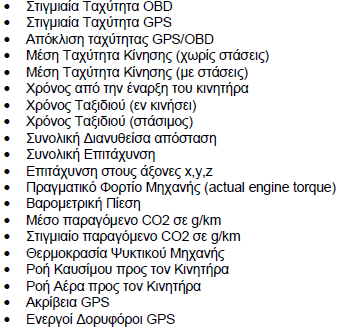 • Στιγμιαία Ταχύτητα OBD
• Στιγμιαία Ταχύτητα GPS
• Απόκλιση ταχύτητας GPS/OBD
• Μέση Ταχύτητα Κίνησης (χωρίς στάσεις)
• Μέση Ταχύτητα Κίνησης (με στάσεις)
• Χρόνος από την έναρξη του κινητήρα
• Χρόνος Ταξιδιού (εν κινήσει)
• Χρόνος Ταξιδιού (στάσιμος)
• Συνολική Διανυθείσα απόσταση
• Συνολική Επιτάχυνση
• Επιτάχυνση στους άξονες x,y,z
• Πραγματικό Φορτίο Μηχανής (actual engine torque)
• Βαρομετρική Πίεση
• Μέσο παραγόμενο CO2 σε g/km
• Στιγμιαίο παραγόμενο CO2 σε g/km
• Θερμοκρασία Ψυκτικού Μηχανής
• Ροή Καυσίμου προς τον Κινητήρα
• Ροή Αέρα προς τον Κινητήρα
• Ακρίβεια GPS
• Ενεργοί Δορυφόροι GPS